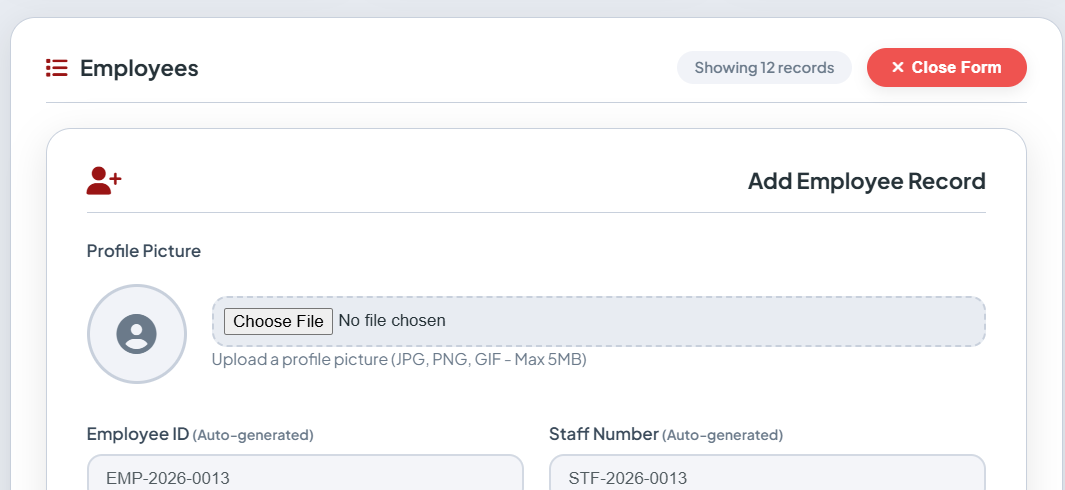 Employees
Showing 12 records
✕ Close Form
Add Employee Record
Profile Picture
Choose File No file chosen
Upload a profile picture (JPG, PNG, GIF - Max 5MB)
Employee ID (Auto-generated)
Staff Number (Auto-generated)
EMP-2026-0013
STF-2026-0013